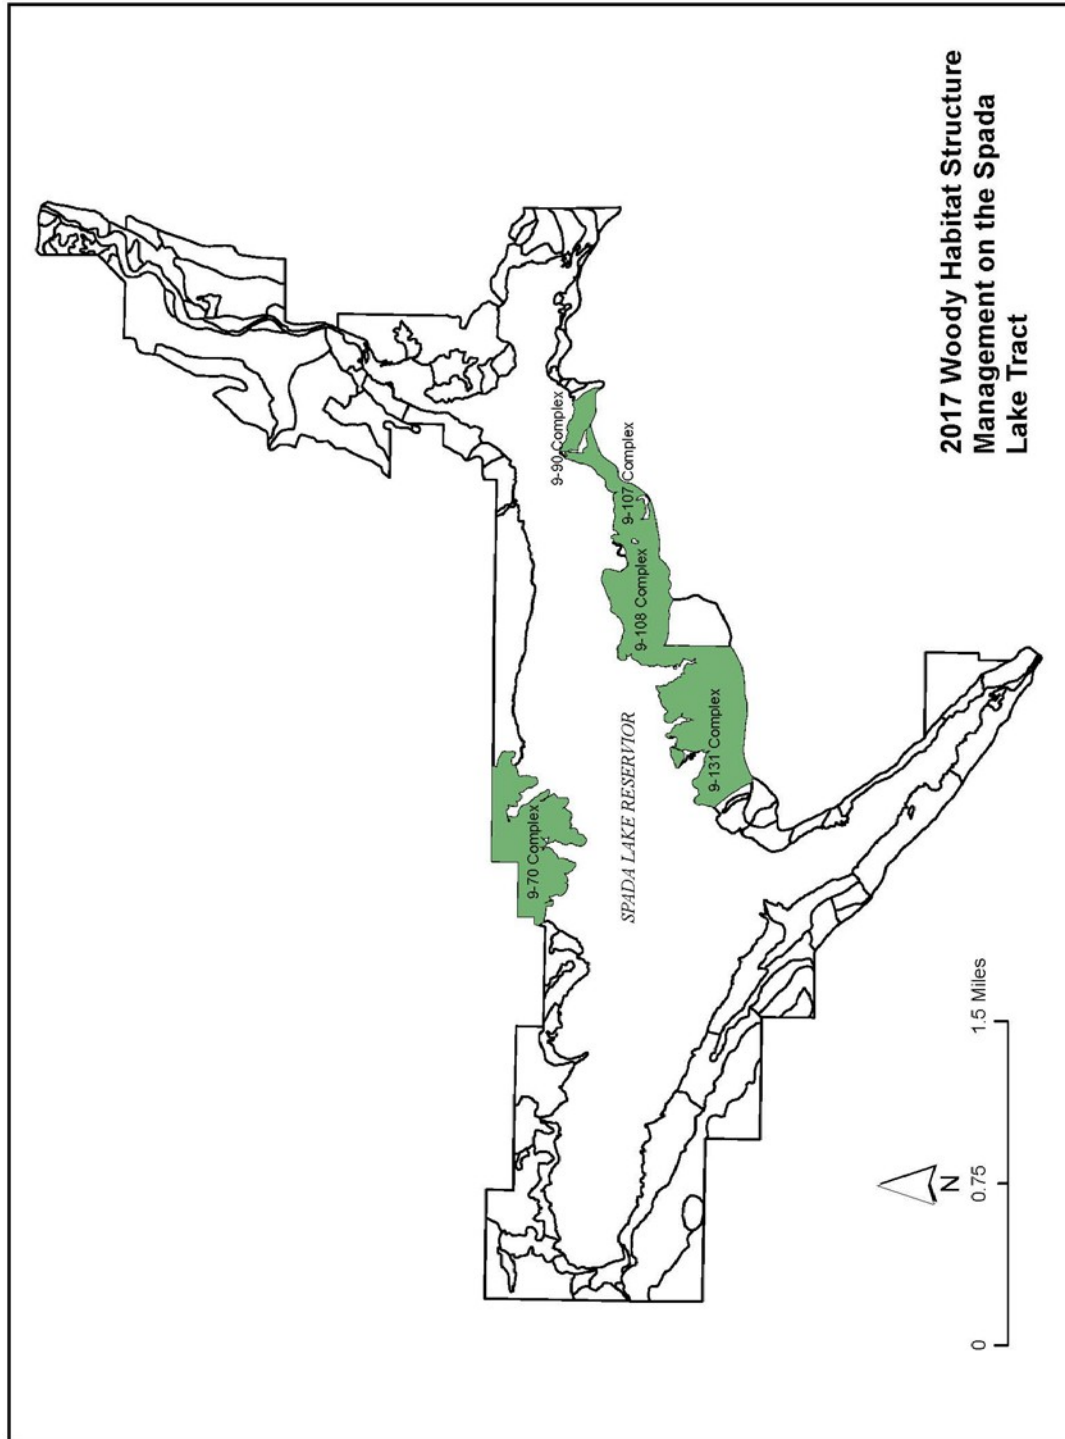 2017 Woody Habitat Structure
Management on the Spada
Lake Tract
9-90 Complex
9-107 Complex
9-108 Complex
9-131 Complex
9-70 Complex
SPADA LAKE RESERVIOR
N
0
0.75
1.5 Miles